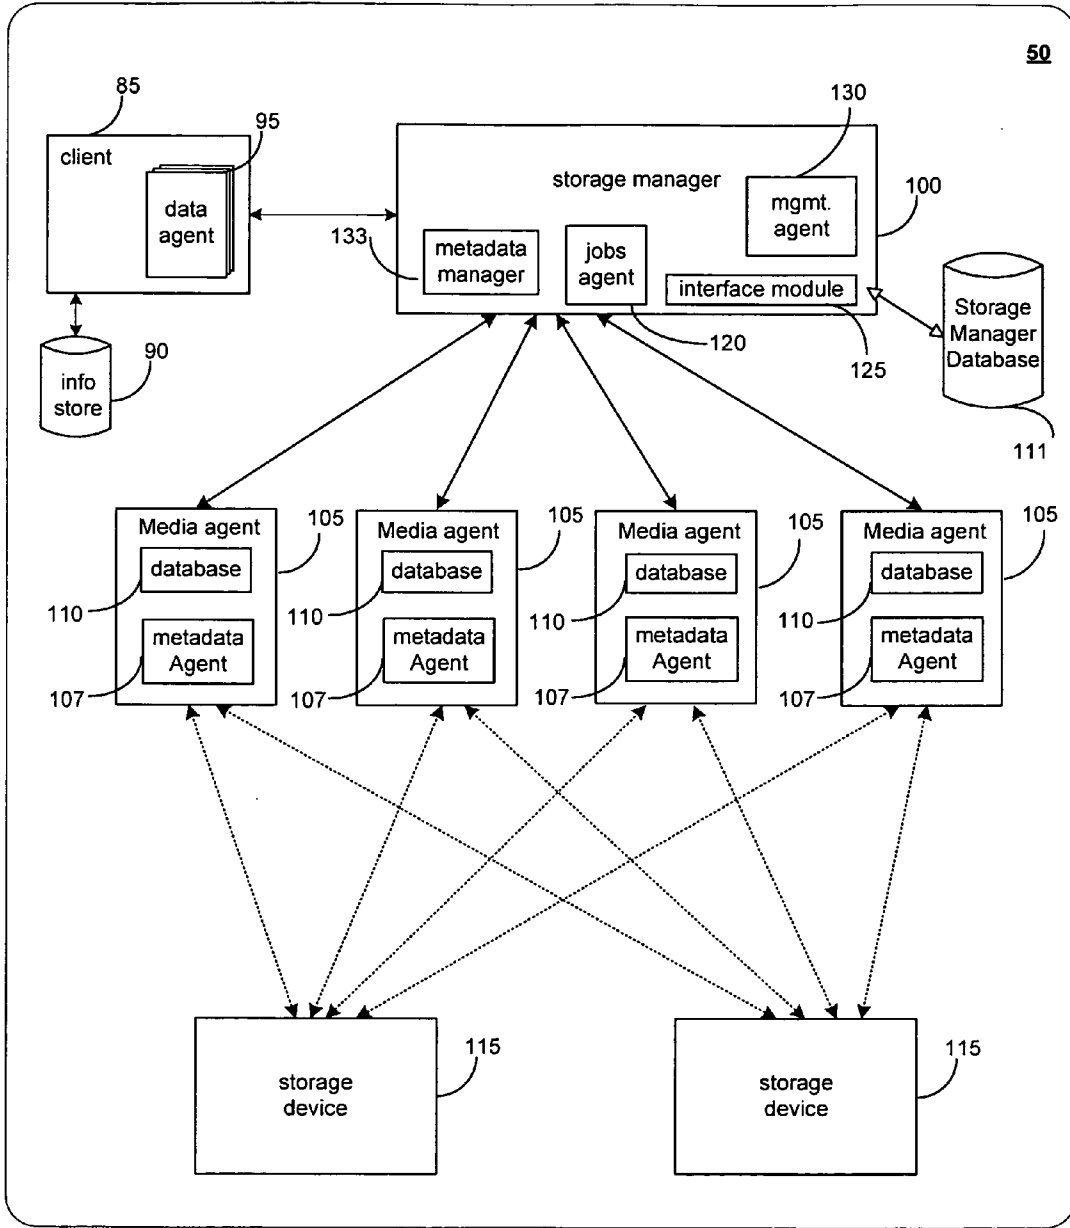 50
85
95
client
data
agent
130
storage manager
mgmt.
agent
100
133
metadata
manager
jobs
agent
interface module
120
125
Storage
Manager
Database
111
90
info
store
Media agent
105
database
110
metadata
Agent
107
Media agent
105
database
110
metadata
Agent
107
Media agent
105
database
110
metadata
Agent
107
Media agent
105
database
110
metadata
Agent
107
storage
device
115
storage
device
115